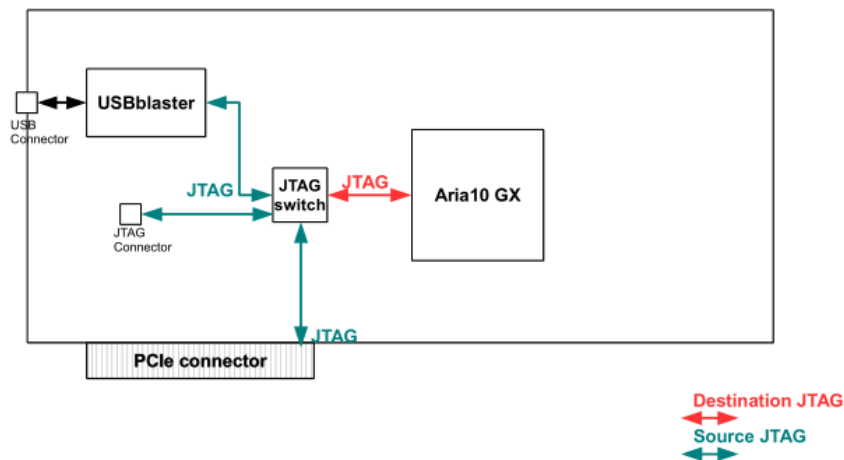 USBblaster
USB
Connector
JTAG
JTAG
switch
JTAG
Aria10 GX
JTAG
Connector
JTAG
PCIe connector
Destination JTAG
Source JTAG